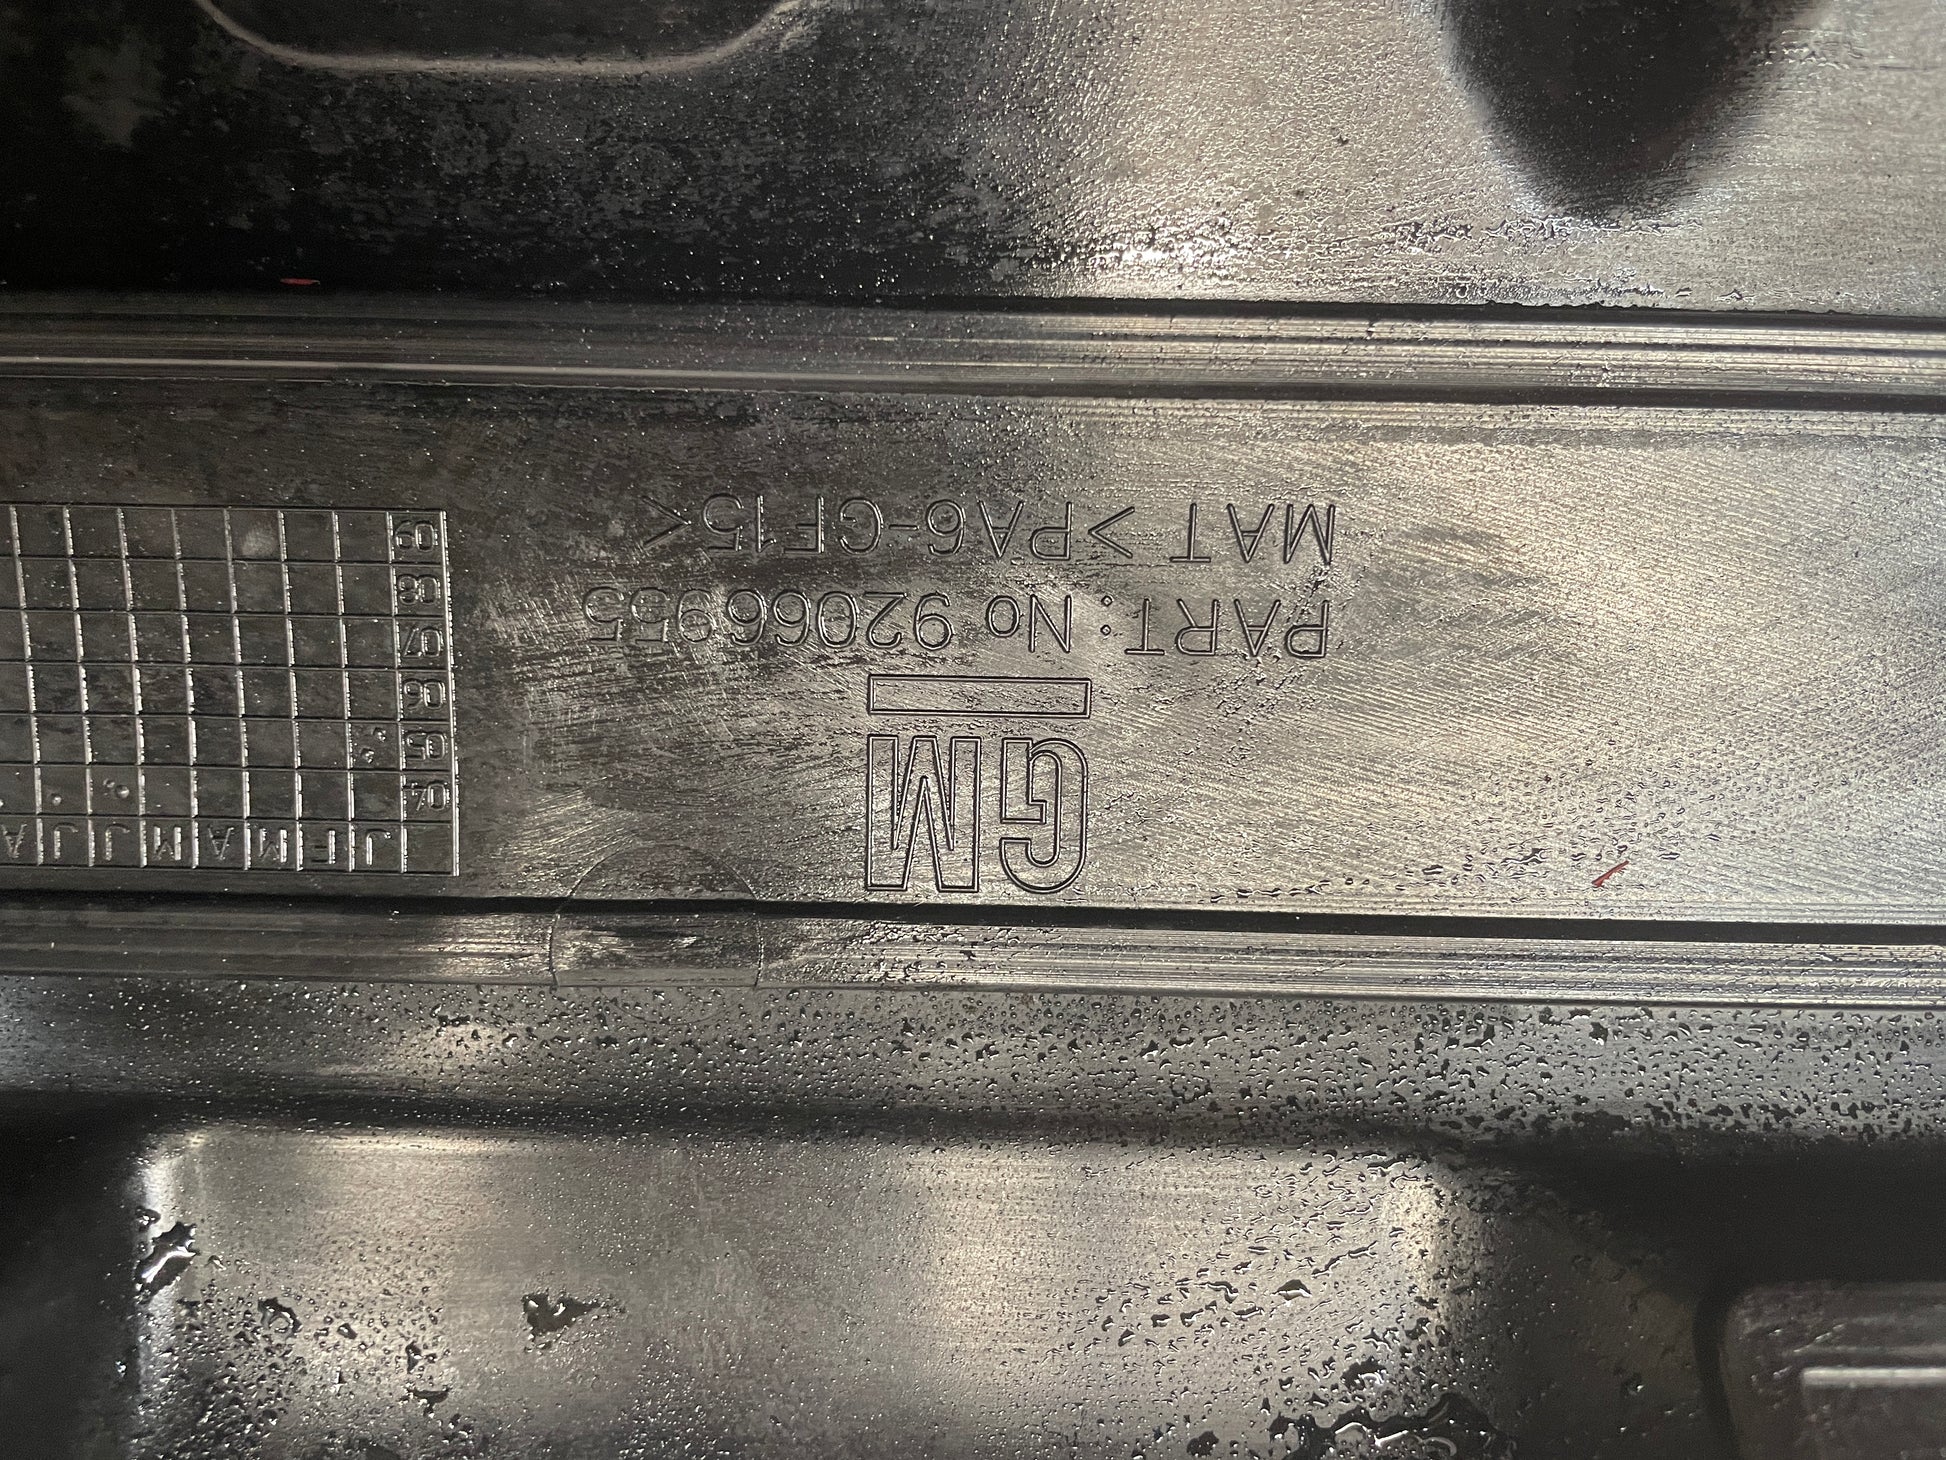 GM
PART: No 92066955
MAT >PA6-GF15<
J F M A M J J A
04
05
06
07
08
09